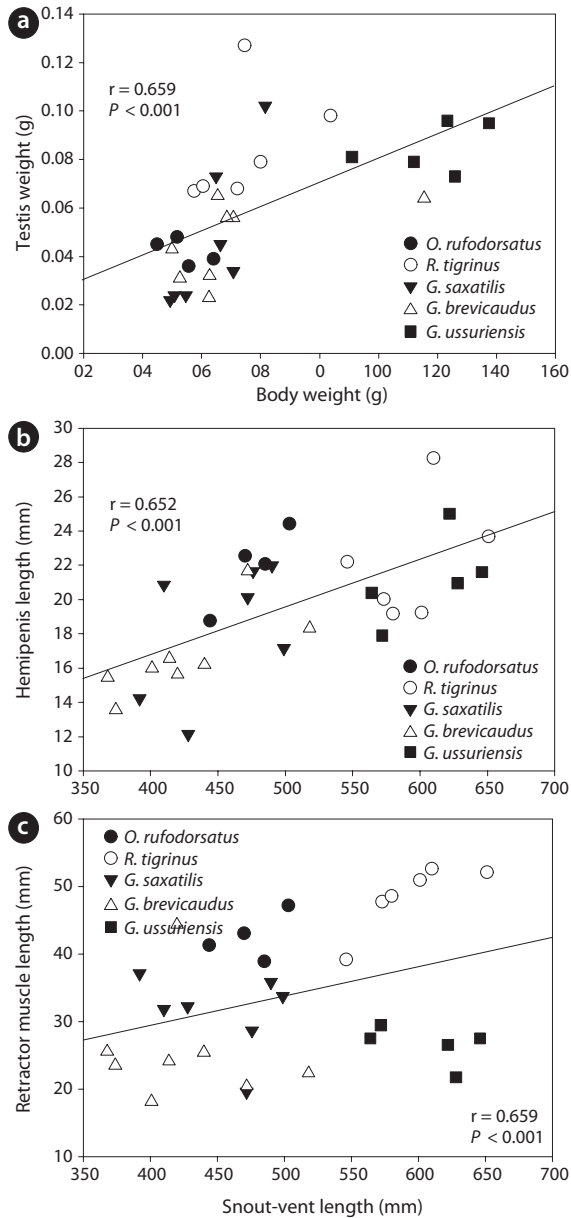 a
0.14
0.12
0.10
0.08
0.06
0.04
0.02
0.00
Testis weight (g)
r = 0.659
P < 0.001
O. rufodorsatus
R. tigrinus
G. saxatilis
G. brevicaudus
G. ussuriensis
02 04 06 08 0 100 120 140 160
Body weight (g)
b
30
28
26
24
22
20
18
16
14
12
10
Hemipenis length (mm)
r = 0.652
P < 0.001
O. rufodorsatus
R. tigrinus
G. saxatilis
G. brevicaudus
G. ussuriensis
350 400 450 500 550 600 650 700
c
60
50
40
30
20
10
Retractor muscle length (mm)
O. rufodorsatus
R. tigrinus
G. saxatilis
G. brevicaudus
G. ussuriensis
r = 0.659
P < 0.001
350 400 450 500 550 600 650 700
Snout-vent length (mm)